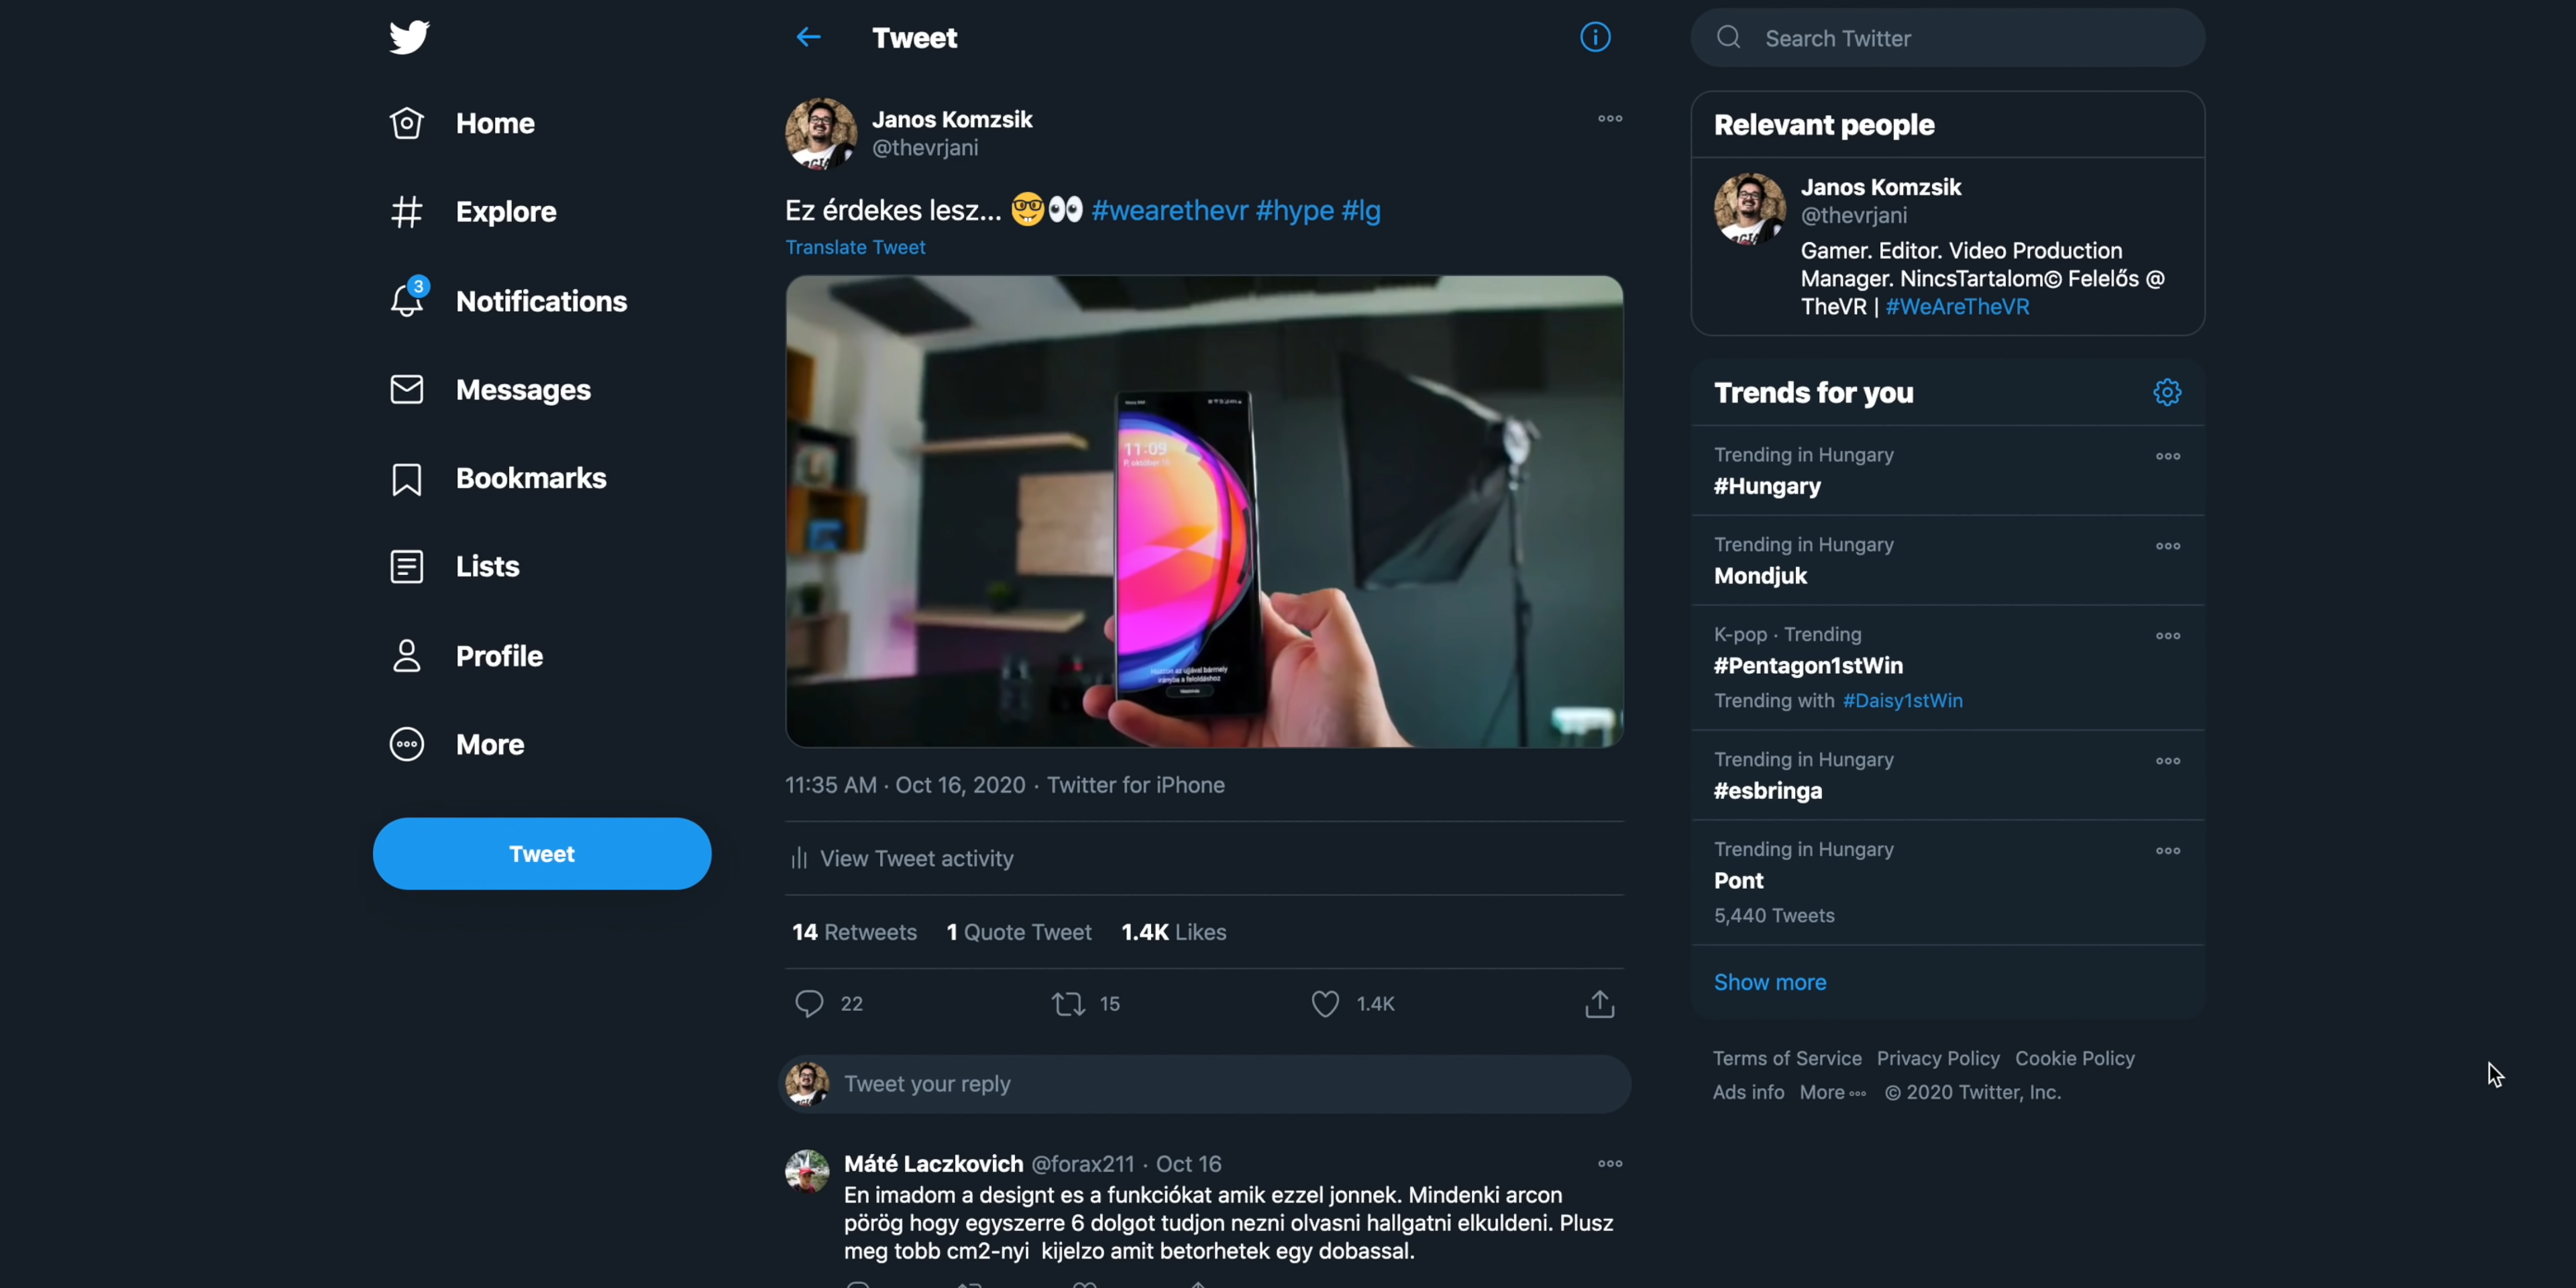 Home
Explore
3
Notifications
Messages
Bookmarks
Lists
Profile
More
Tweet
Tweet
Janos Komzsik
@thevrjani
Ez érdekes lesz... 🤓👀 #wearethevr #hype #lg
Translate Tweet
11:09
P, október
irányba a feloldáshoz
11:35 AM · Oct 16, 2020 · Twitter for iPhone
View Tweet activity
14 Retweets 1 Quote Tweet 1.4K Likes
22 15 1.4K
Tweet your reply
Máté Laczkovich @forax211 · Oct 16
En imadom a designt es a funkciókat amik ezzel jonnek. Mindenki arcon
pörög hogy egyszerre 6 dolgot tudjon nezni olvasni hallgatni elkuldeni. Plusz
meg tobb cm2-nyi kijelzo amit betorhetek egy dobassal.
Search Twitter
Relevant people
Janos Komzsik
@thevrjani
Gamer. Editor. Video Production
Manager. NincsTartalom© Felelős @
TheVR | #WeAreTheVR
Trends for you
Trending in Hungary
#Hungary
Trending in Hungary
Mondjuk
K-pop · Trending
#Pentagon1stWin
Trending with #Daisy1stWin
Trending in Hungary
#esbringa
Trending in Hungary
Pont
5,440 Tweets
Show more
Terms of Service Privacy Policy Cookie Policy
Ads info More © 2020 Twitter, Inc.